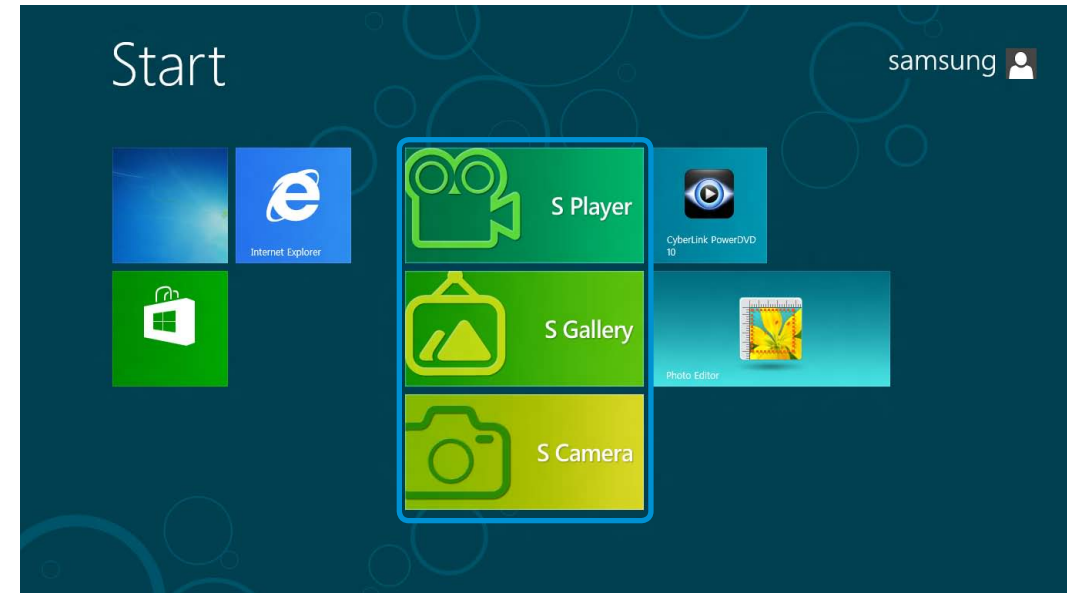 Start
samsung
Internet Explorer
S Player
CyberLink PowerDVD
10
S Gallery
Photo Editor
S Camera